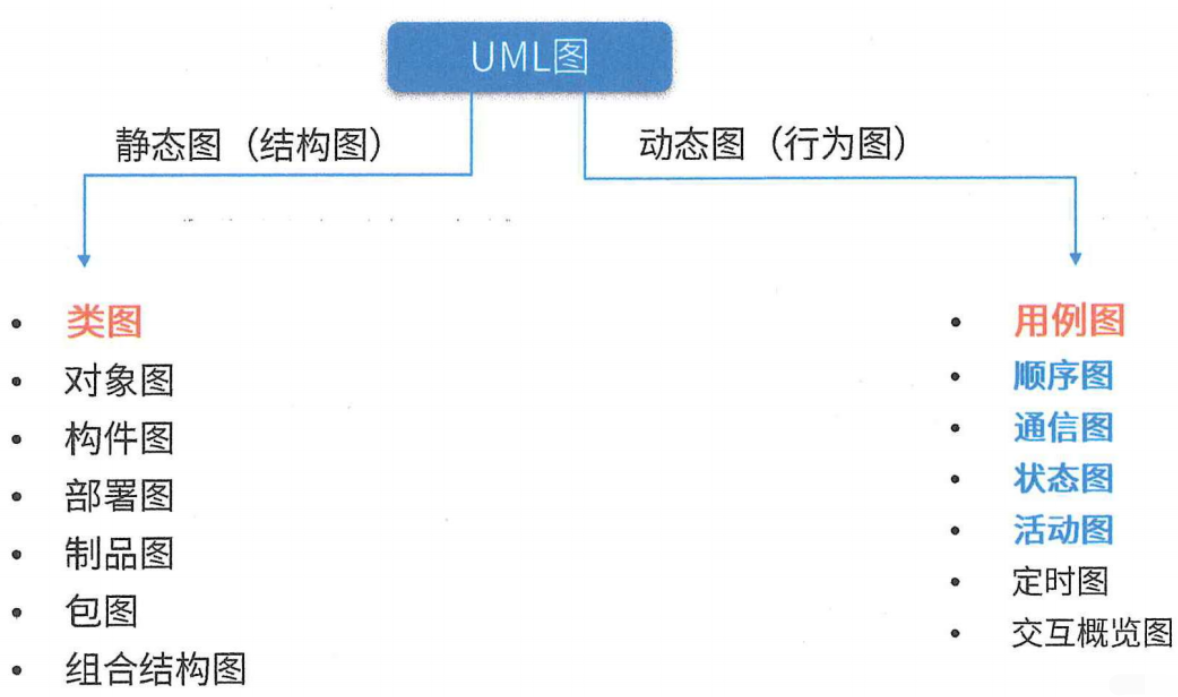 UML图
静态图（结构图）
动态图（行为图）
• 类图
• 对象图
• 构件图
• 部署图
• 制品图
• 包图
• 组合结构图
• 用例图
• 顺序图
• 通信图
• 状态图
• 活动图
• 定时图
• 交互概览图